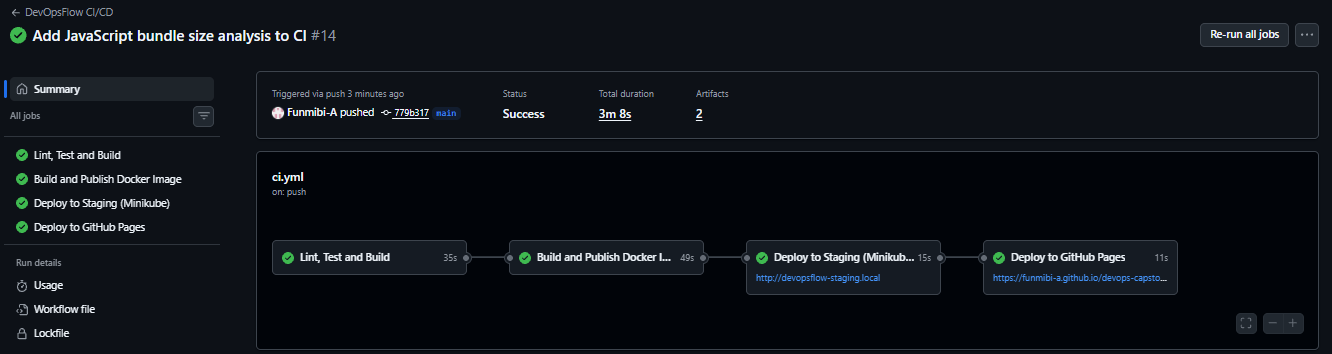 ← DevOpsFlow CI/CD
Add JavaScript bundle size analysis to CI #14
Re-run all jobs
Summary
All jobs
Lint, Test and Build
Build and Publish Docker Image
Deploy to Staging (Minikube)
Deploy to GitHub Pages
Run details
Usage
Workflow file
Lockfile
Triggered via push 3 minutes ago
Funmibi-A pushed 779b317 main
Status
Success
Total duration
3m 8s
Artifacts
2
ci.yml
on: push
Lint, Test and Build 35s
Build and Publish Docker I... 49s
Deploy to Staging (Minikub... 15s
http://devopsflow-staging.local
Deploy to GitHub Pages 11s
https://funmibi-a.github.io/devops-capsto...